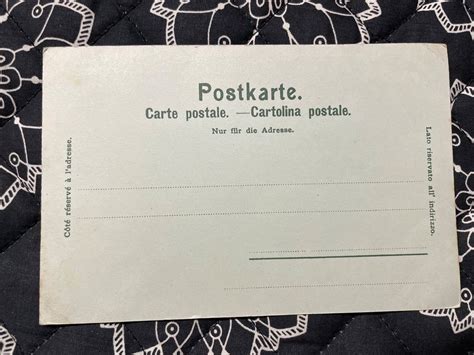 Postkarte.
Carte postale. — Cartolina postale.
Nur für die Adresse.
Côté réservé à l'adresse.
Lato riservato all' indirizzo.